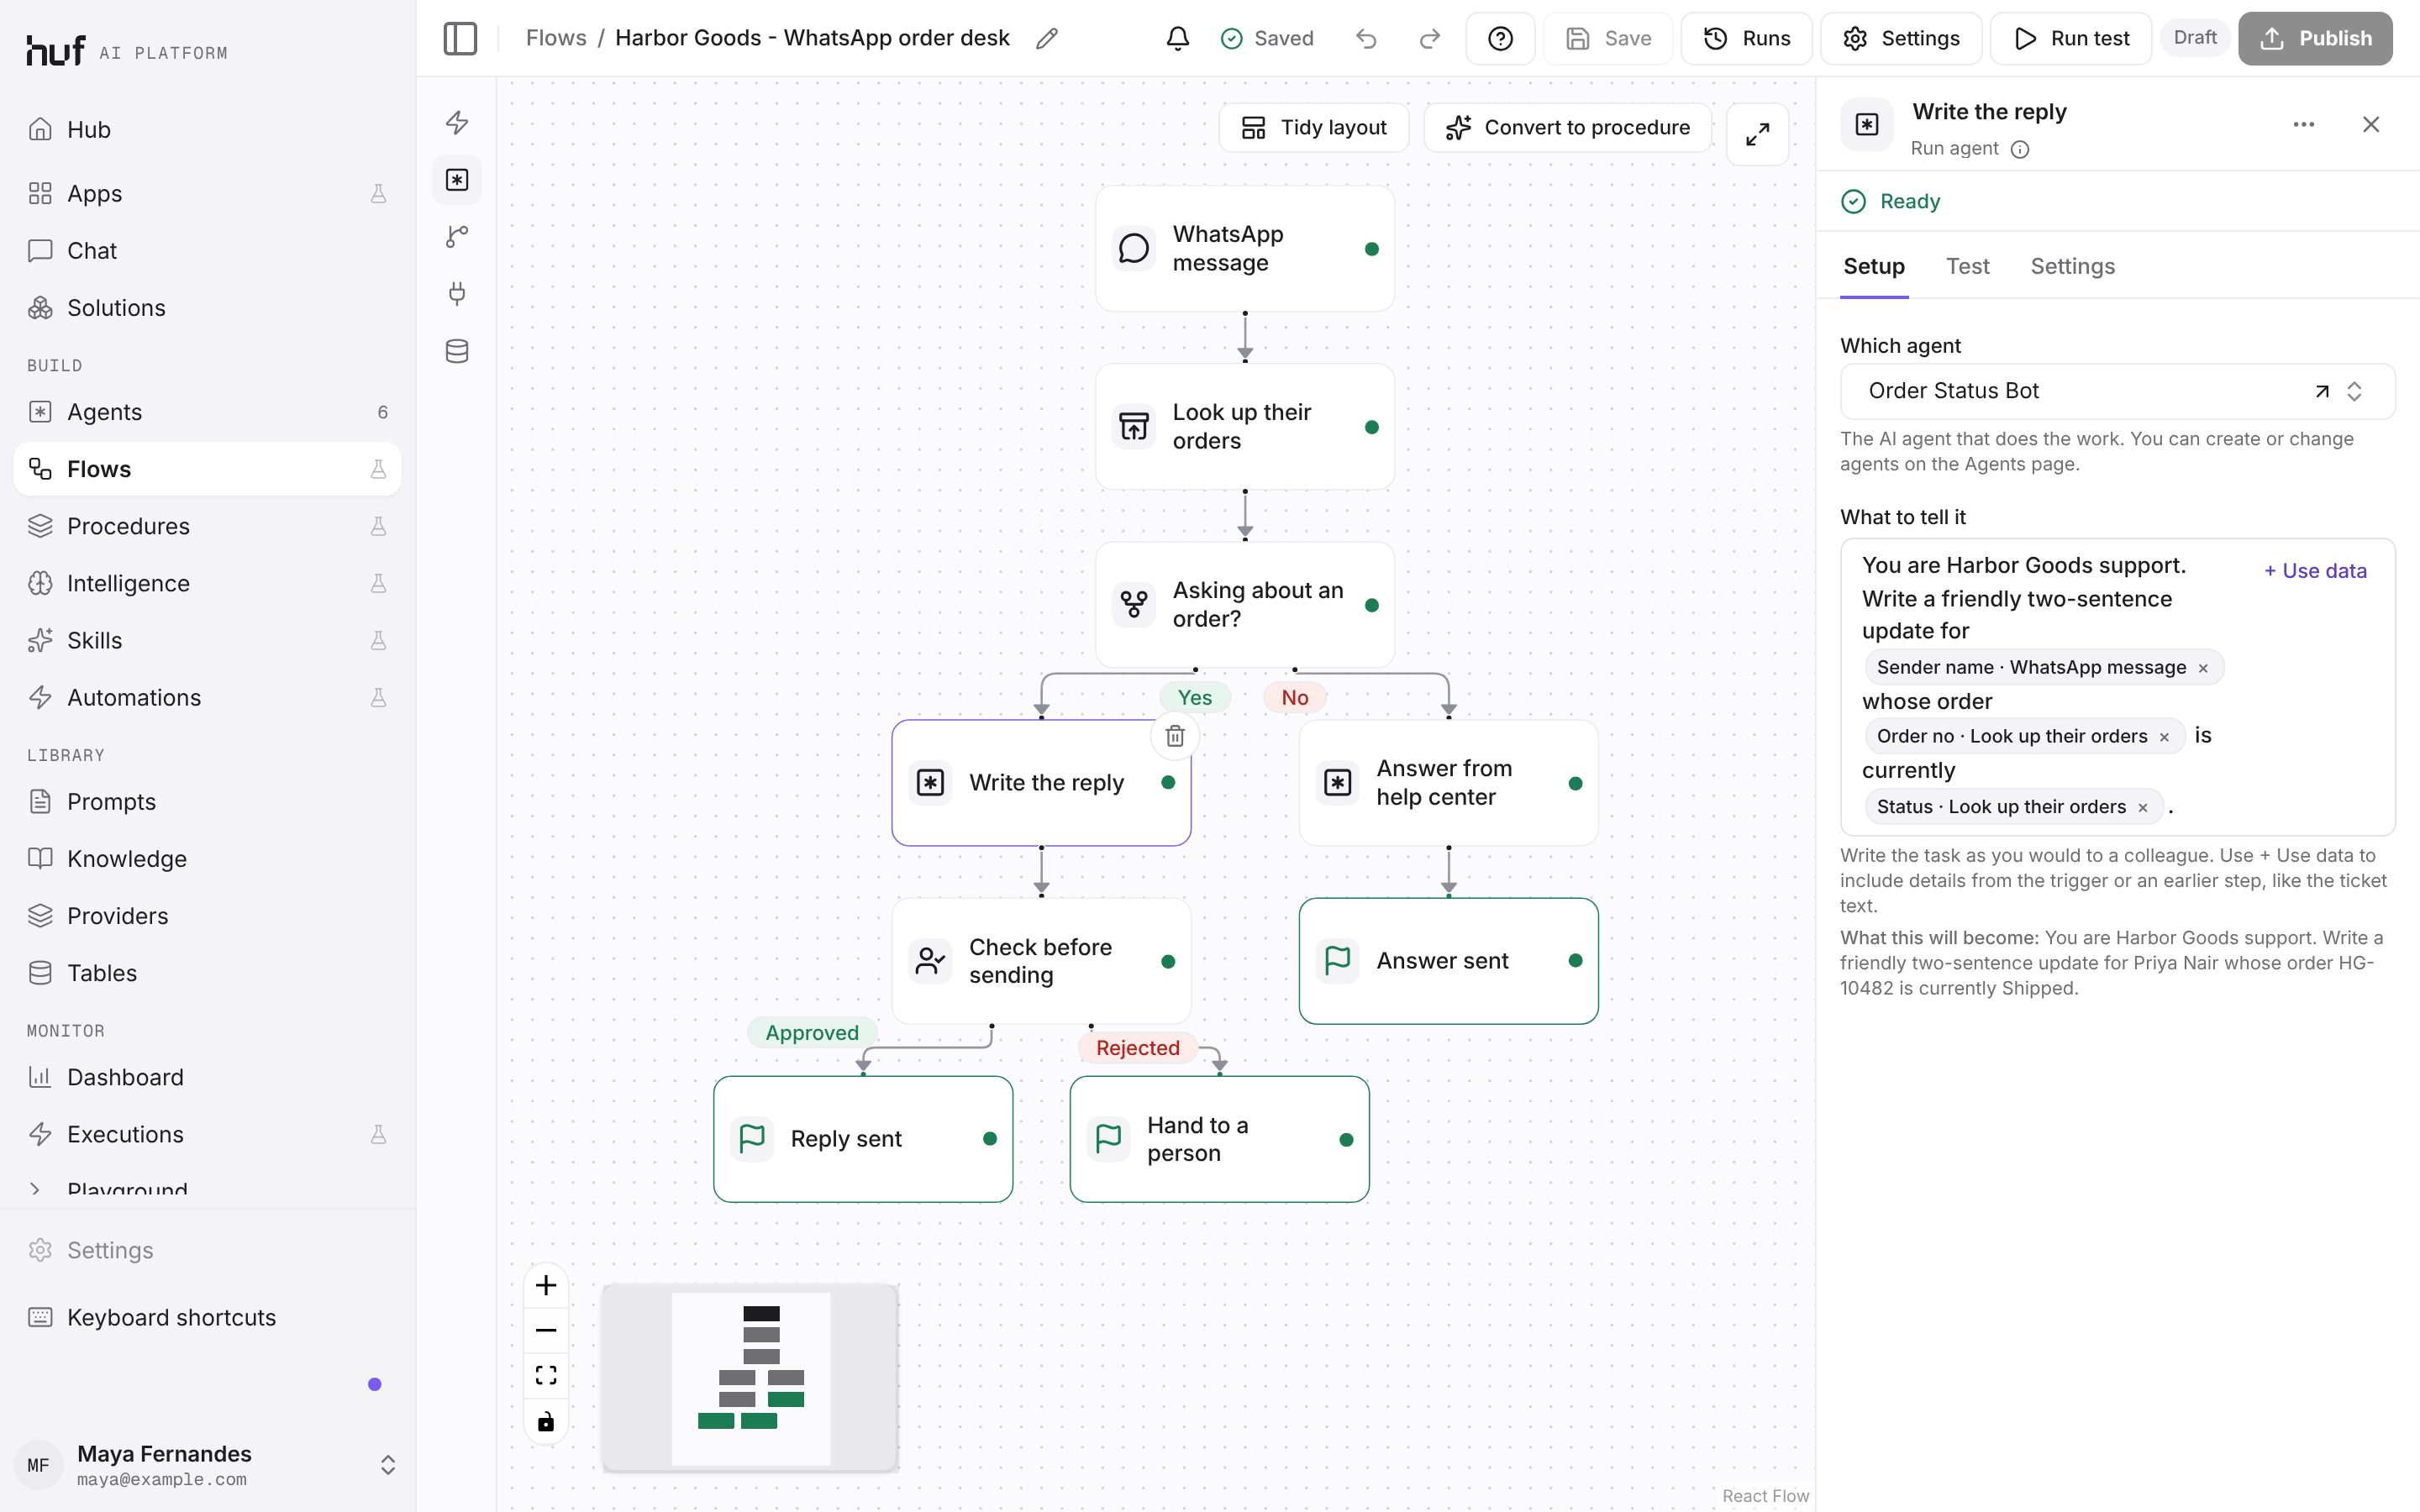 huf AI PLATFORM
Hub
Apps
Chat
Solutions
BUILD
Agents 6
Flows
Procedures
Intelligence
Skills
Automations
LIBRARY
Prompts
Knowledge
Providers
Tables
MONITOR
Dashboard
Executions
Playground
Settings
Keyboard shortcuts
MF Maya Fernandes
maya@example.com
Flows / Harbor Goods - WhatsApp order desk
Saved
Save
Runs
Settings
Run test
Draft
Publish
Tidy layout
Convert to procedure
WhatsApp
message
Look up their
orders
Asking about an
order?
Yes
No
Write the reply
Answer from
help center
Check before
sending
Answer sent
Approved
Rejected
Reply sent
Hand to a
person
React Flow
Write the reply
Run agent
Ready
Setup Test Settings
Which agent
Order Status Bot
The AI agent that does the work. You can create or change
agents on the Agents page.
What to tell it
You are Harbor Goods support.
+ Use data
Write a friendly two-sentence
update for
Sender name · WhatsApp message ×
whose order
Order no · Look up their orders × is
currently
Status · Look up their orders × .
Write the task as you would to a colleague. Use + Use data to
include details from the trigger or an earlier step, like the ticket
text.
What this will become: You are Harbor Goods support. Write a
friendly two-sentence update for Priya Nair whose order HG-
10482 is currently Shipped.